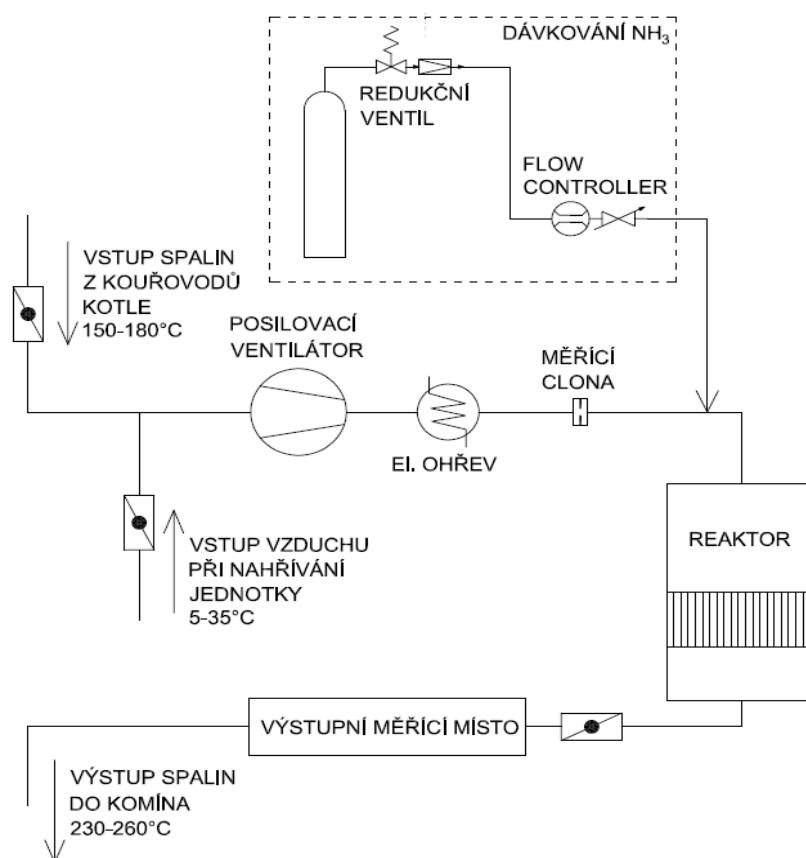 DÁVKOVÁNÍ NH₃
REDUKČNÍ
VENTIL
FLOW
CONTROLLER
VSTUP SPALIN
Z KOUŘOVODŮ
KOTLE
150-180°C
POSILOVACÍ
VENTILÁTOR
MĚŘÍCÍ
CLONA
El. OHŘEV
REAKTOR
VSTUP VZDUCHU
PŘI NAHŘÍVÁNÍ
JEDNOTKY
5-35°C
VÝSTUPNÍ MĚŘÍCÍ MÍSTO
VÝSTUP SPALIN
DO KOMÍNA
230-260°C